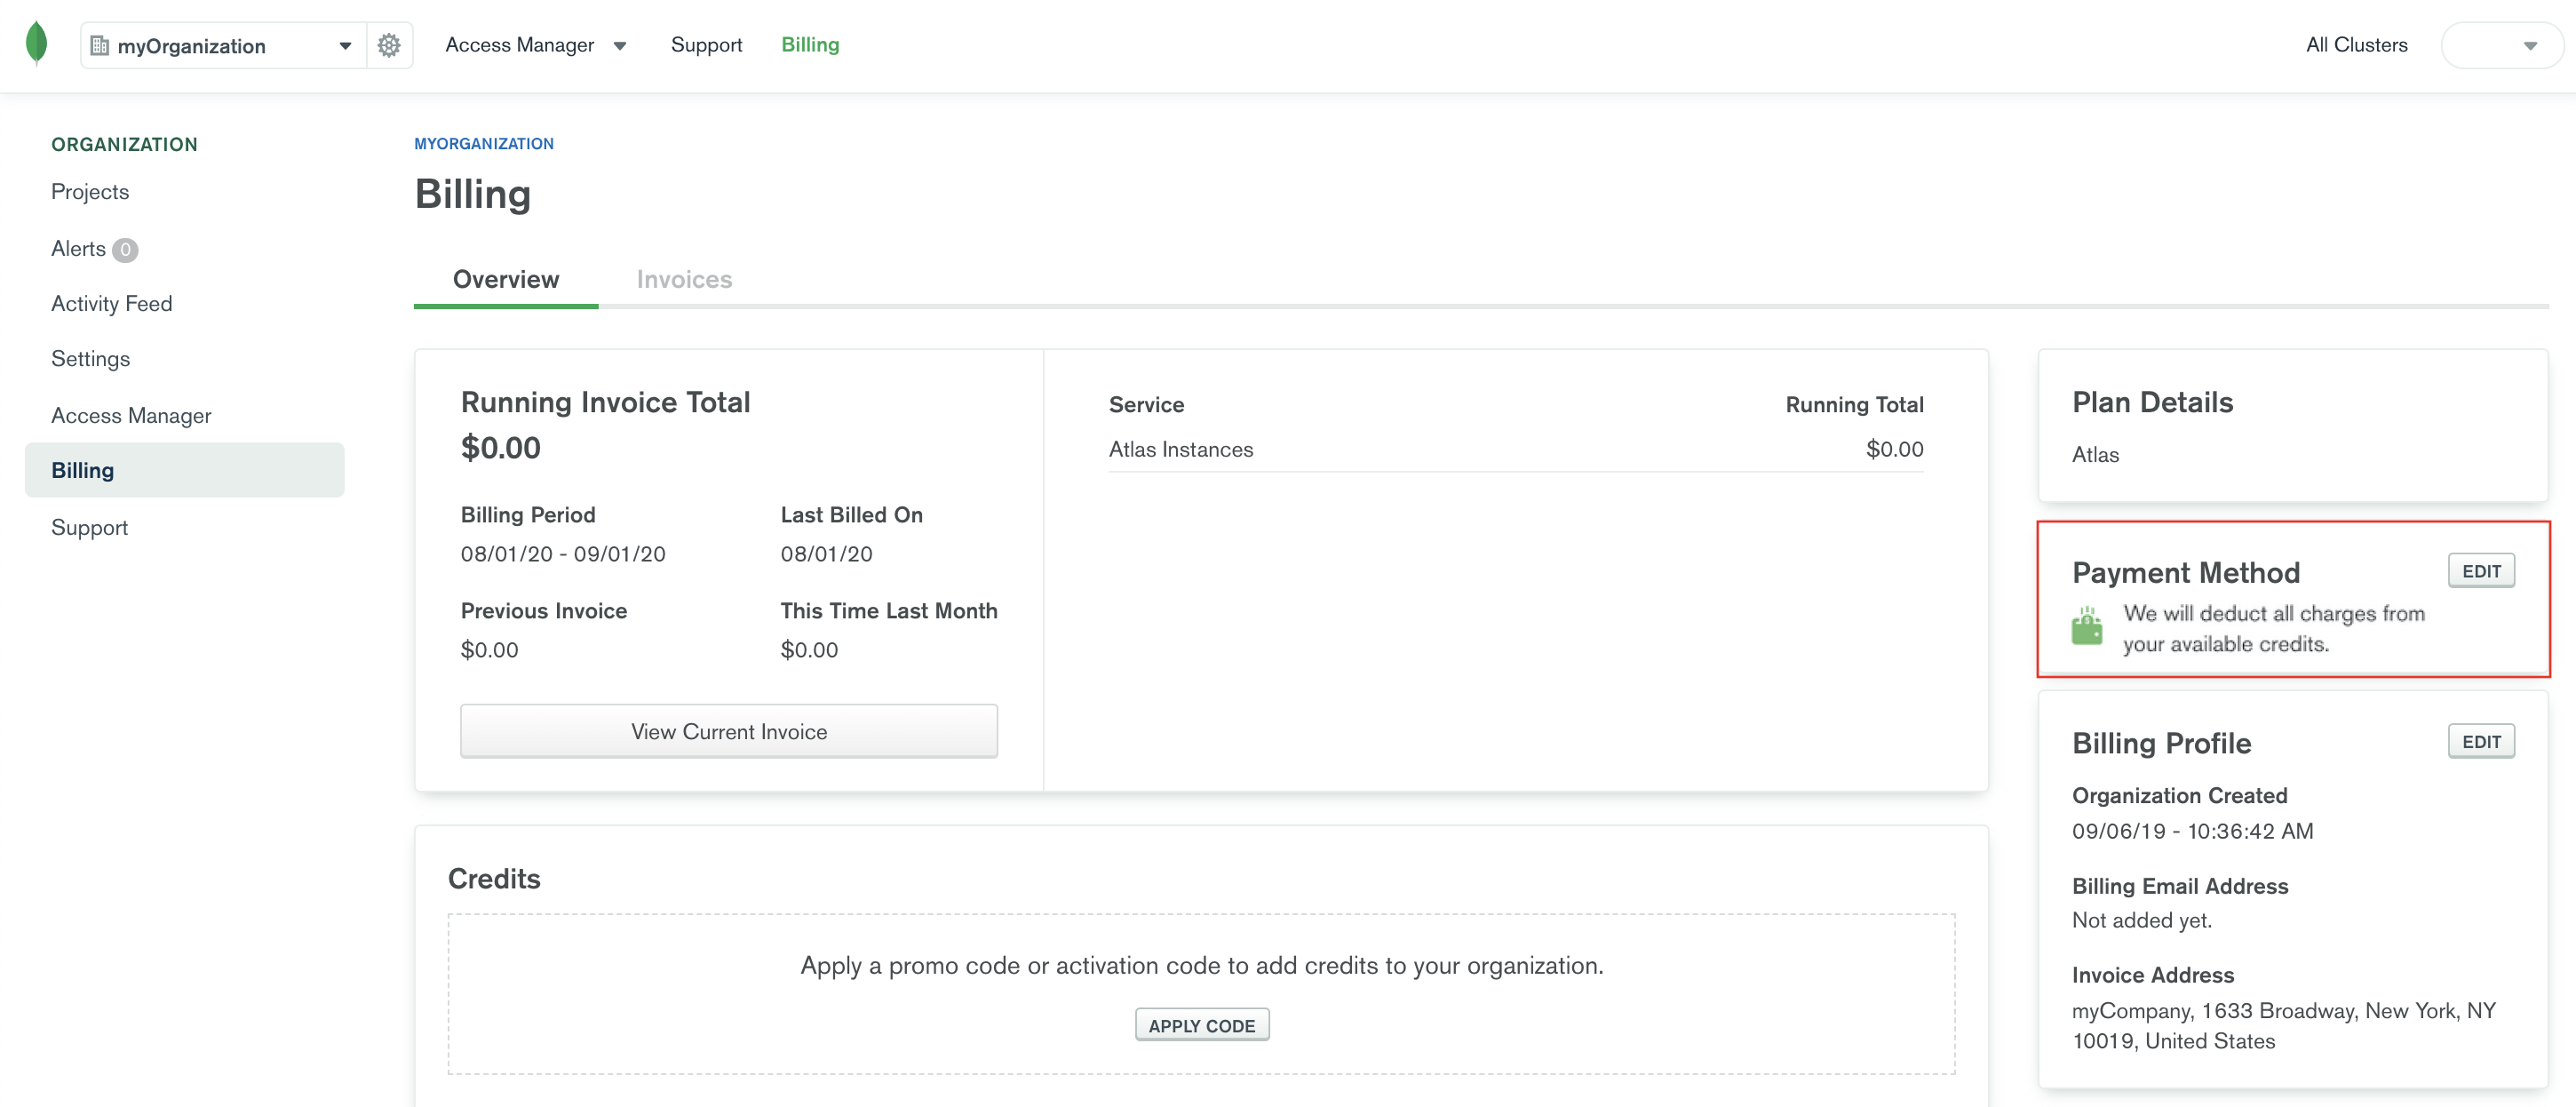 myOrganization
Access Manager
Support
Billing
All Clusters
ORGANIZATION
Projects
Alerts 0
Activity Feed
Settings
Access Manager
Billing
Support
MYORGANIZATION
Billing
Overview
Invoices
Running Invoice Total
$0.00
Billing Period
08/01/20 - 09/01/20
Last Billed On
08/01/20
Previous Invoice
$0.00
This Time Last Month
$0.00
View Current Invoice
Service
Running Total
Atlas Instances
$0.00
Credits
Apply a promo code or activation code to add credits to your organization.
APPLY CODE
Plan Details
Atlas
Payment Method
EDIT
We will deduct all charges from
your available credits.
Billing Profile
EDIT
Organization Created
09/06/19 - 10:36:42 AM
Billing Email Address
Not added yet.
Invoice Address
myCompany, 1633 Broadway, New York, NY
10019, United States